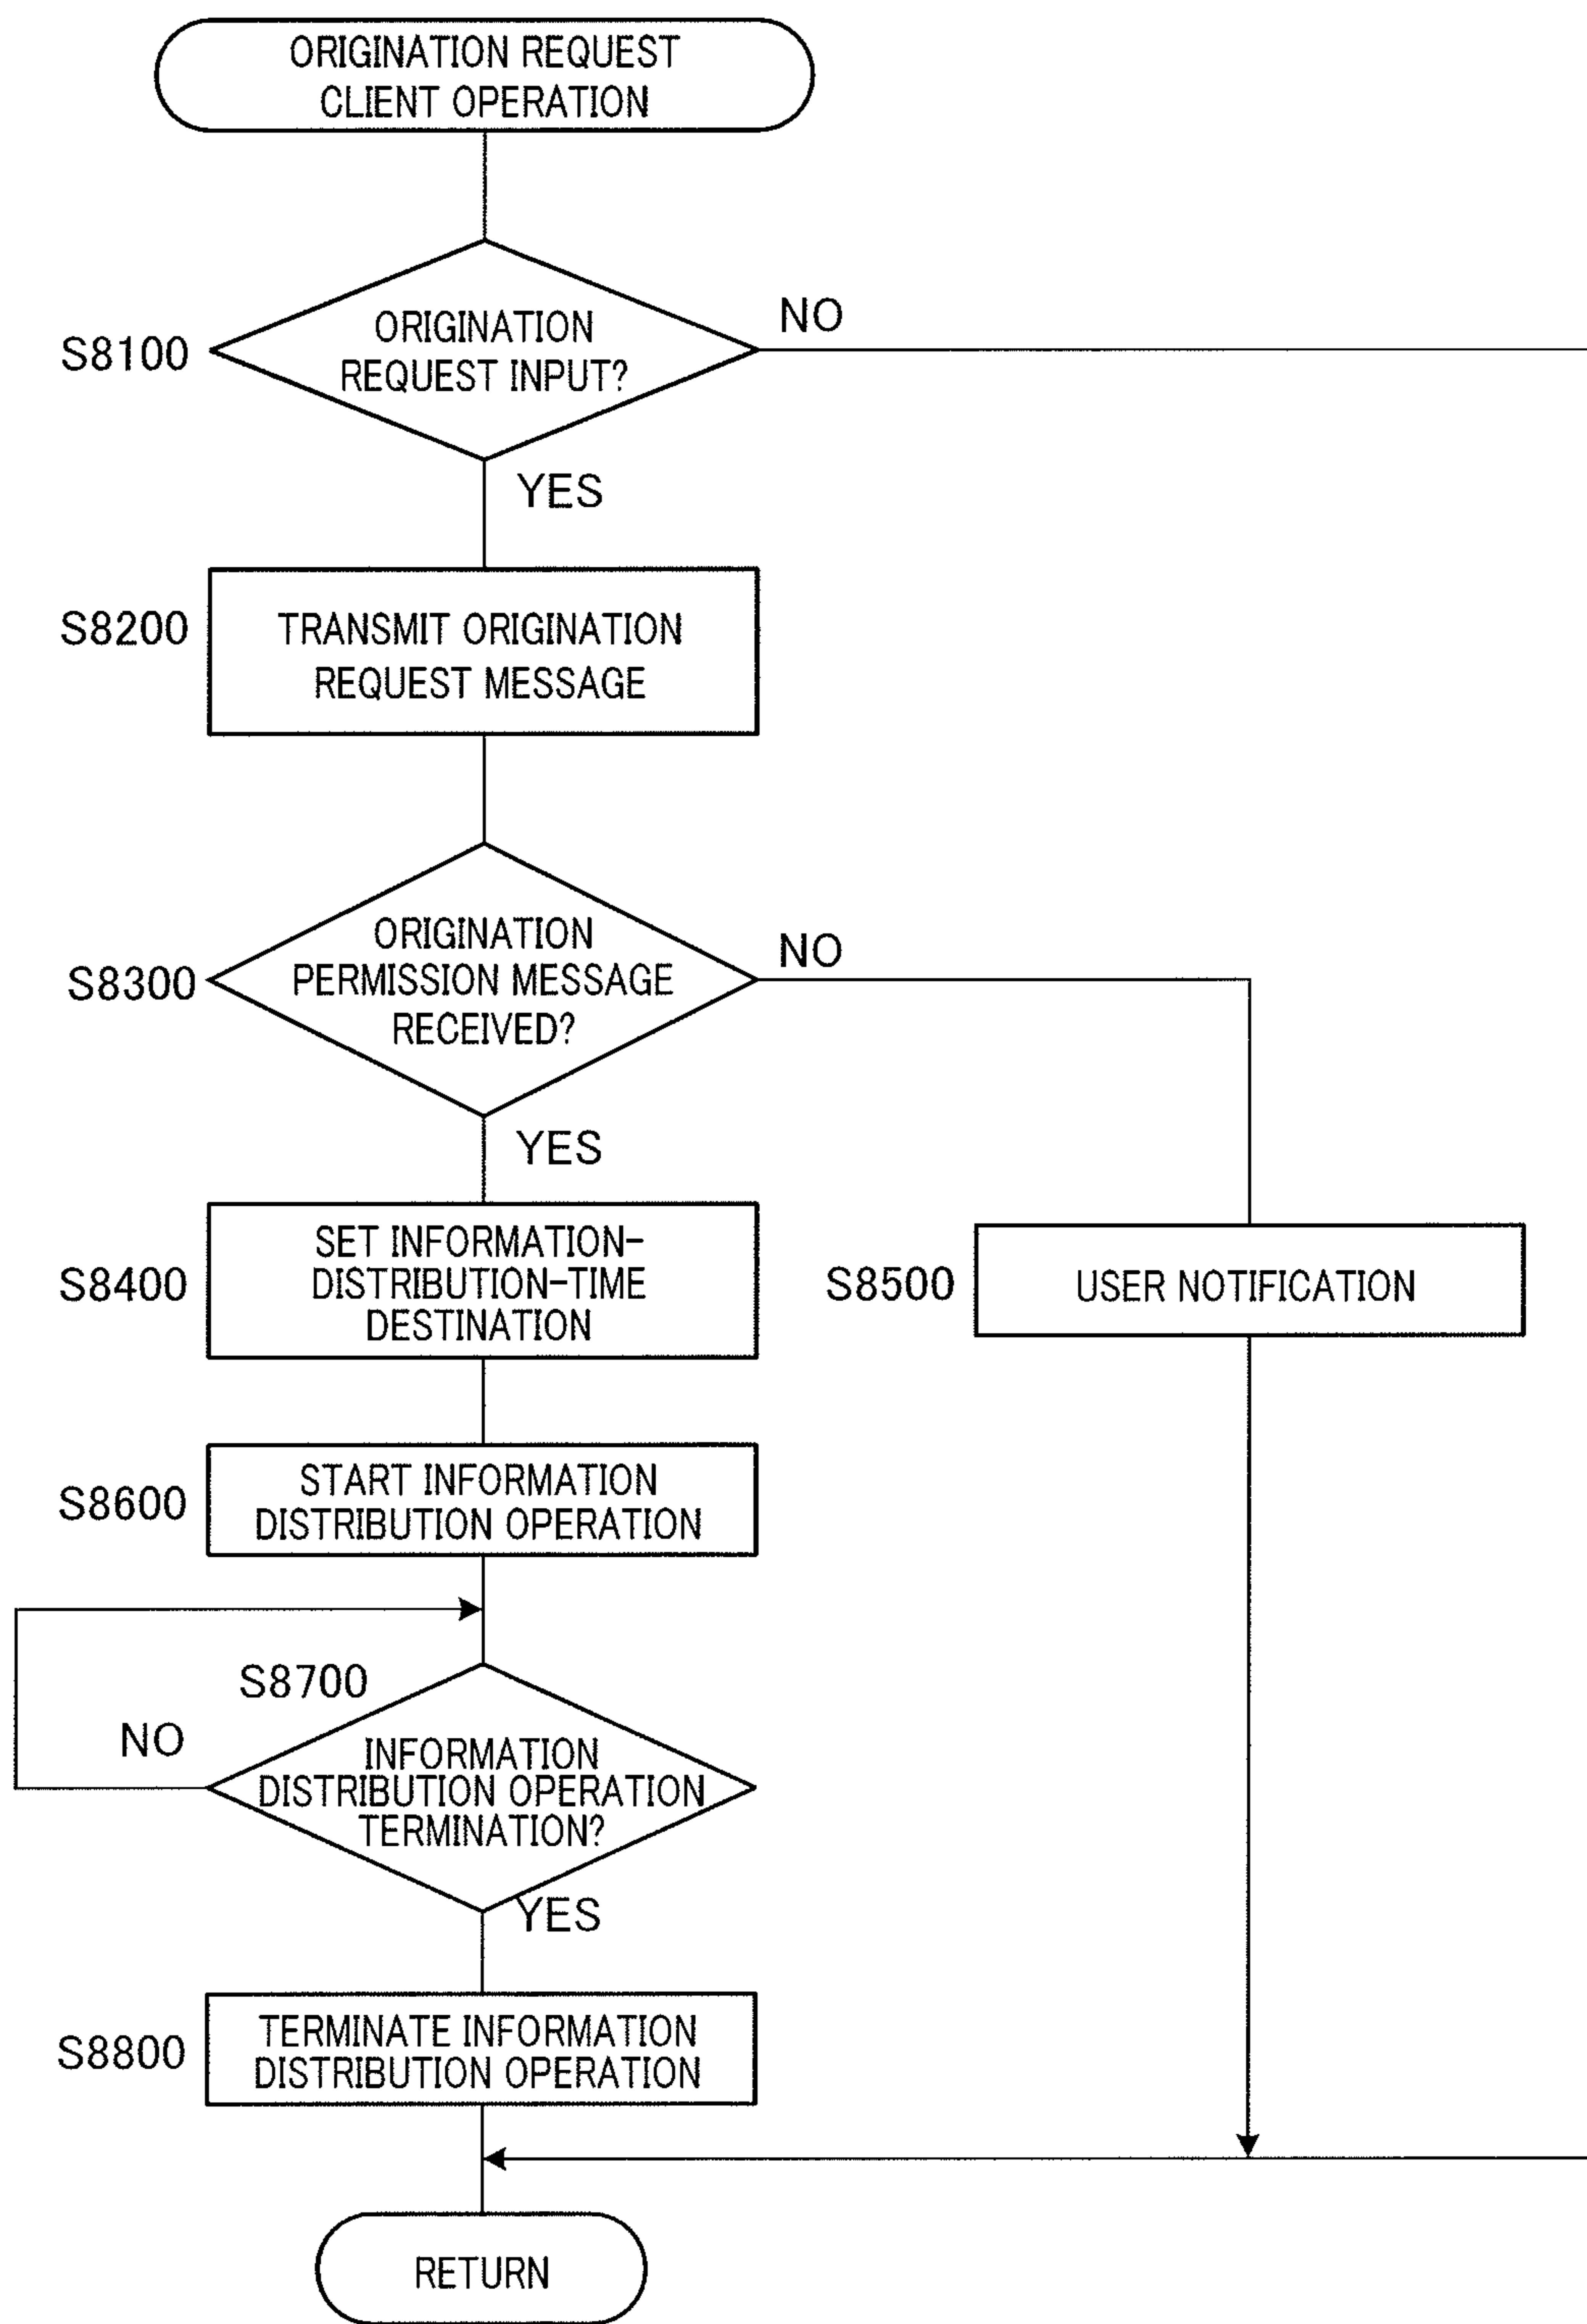 ORIGINATION REQUEST
CLIENT OPERATION
S8100
ORIGINATION
REQUEST INPUT?
NO
YES
S8200
TRANSMIT ORIGINATION
REQUEST MESSAGE
S8300
ORIGINATION
PERMISSION MESSAGE
RECEIVED?
NO
YES
S8400
SET INFORMATION-
DISTRIBUTION-TIME
DESTINATION
S8500
USER NOTIFICATION
S8600
START INFORMATION
DISTRIBUTION OPERATION
S8700
NO
INFORMATION
DISTRIBUTION OPERATION
TERMINATION?
YES
S8800
TERMINATE INFORMATION
DISTRIBUTION OPERATION
RETURN